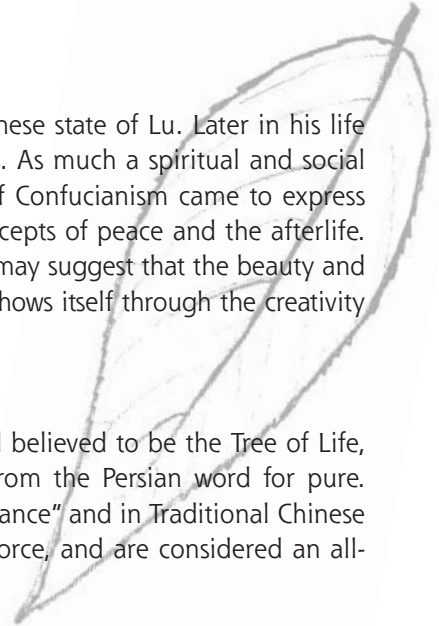 nese state of Lu. Later in his life
. As much a spiritual and social
f Confucianism came to express
cepts of peace and the afterlife.
may suggest that the beauty and
hows itself through the creativity
believed to be the Tree of Life,
rom the Persian word for pure.
ance” and in Traditional Chinese
orce, and are considered an all-